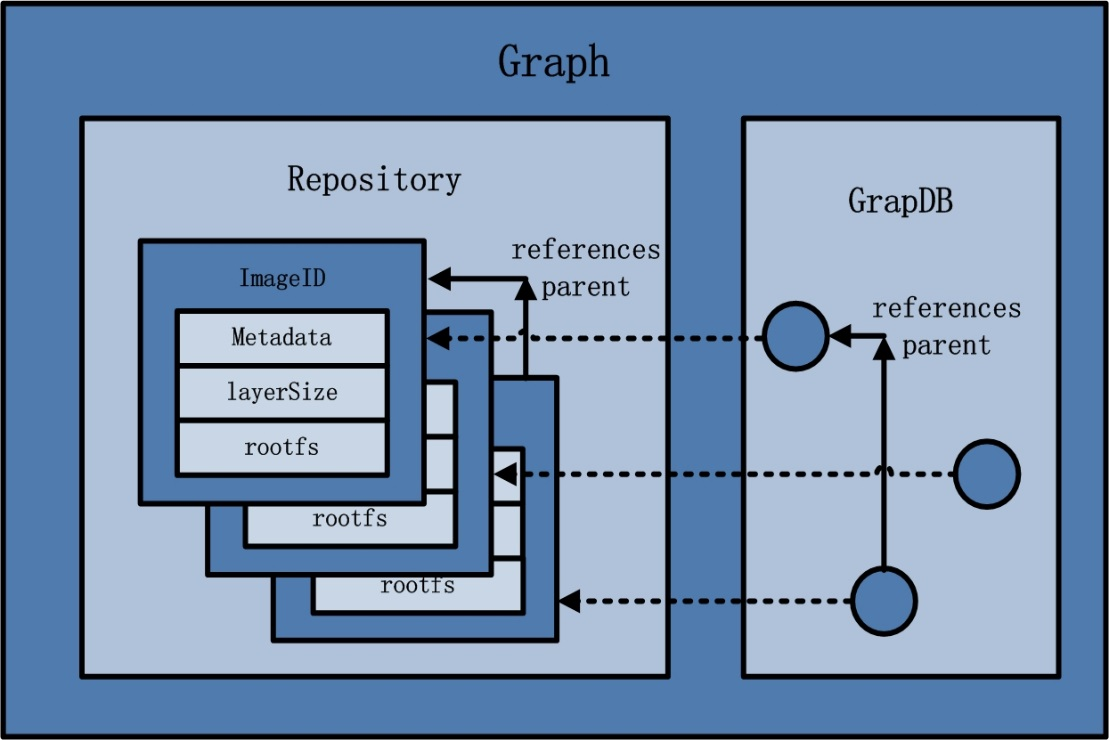 Graph
Repository
GrapDB
references
parent
ImageID
Metadata
layerSize
rootfs
rootfs
rootfs
references
parent